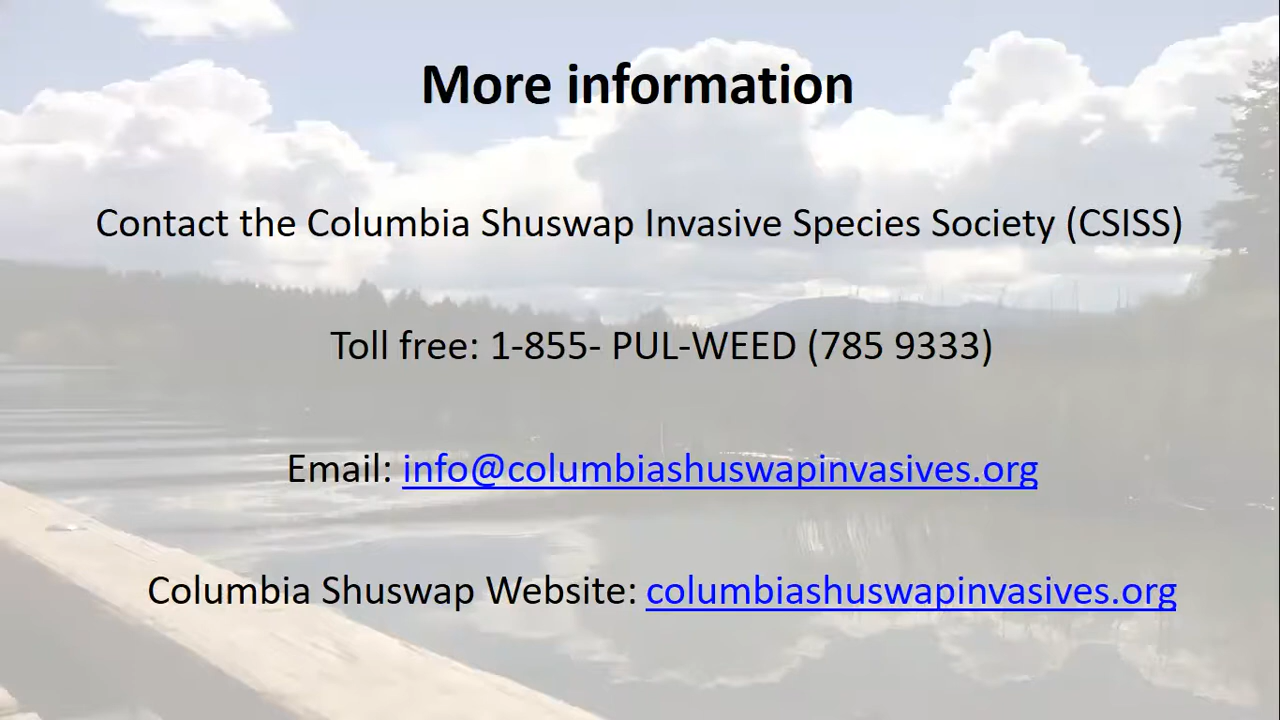 More information
Contact the Columbia Shuswap Invasive Species Society (CSISS)
Toll free: 1-855- PUL-WEED (785 9333)
Email: info@columbiashuswapinvasives.org
Columbia Shuswap Website: columbiashuswapinvasives.org